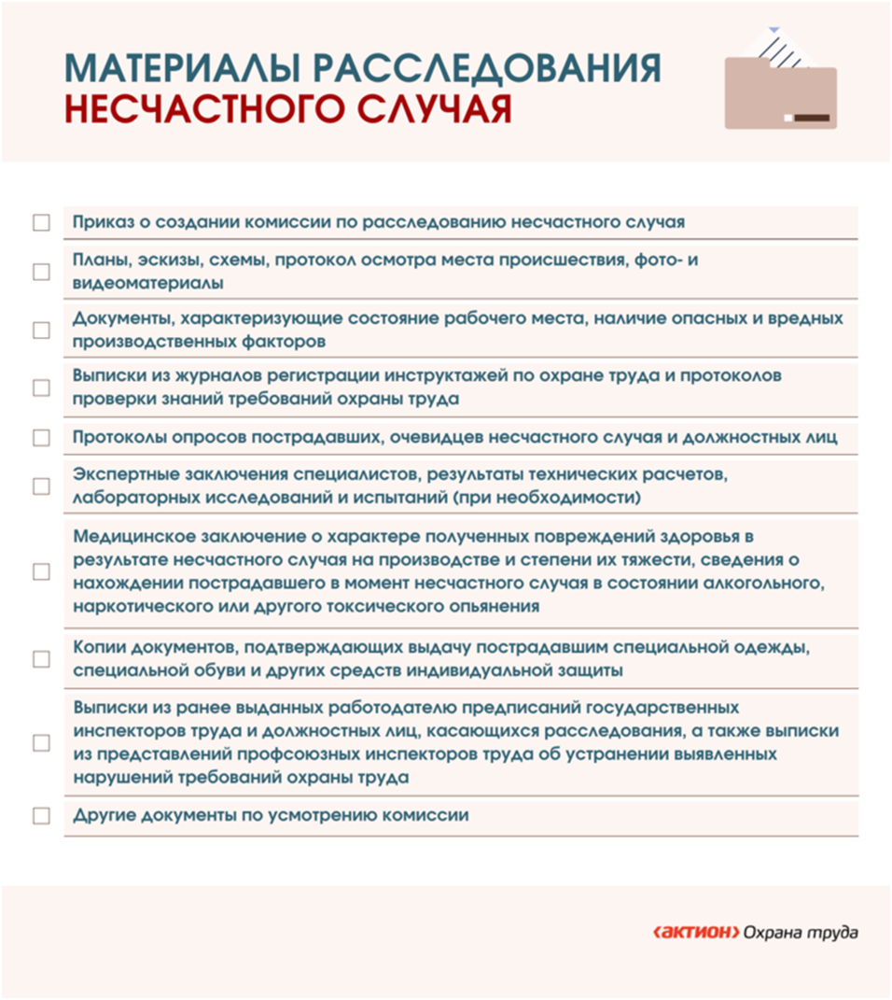 МАТЕРИАЛЫ РАССЛЕДОВАНИЯ
НЕСЧАСТНОГО СЛУЧАЯ
Приказ о создании комиссии по расследованию несчастного случая
Планы, эскизы, схемы, протокол осмотра места происшествия, фото- и
видеоматериалы
Документы, характеризующие состояние рабочего места, наличие опасных и вредных
производственных факторов
Выписки из журналов регистрации инструктажей по охране труда и протоколов
проверки знаний требований охраны труда
Протоколы опросов пострадавших, очевидцев несчастного случая и должностных лиц
Экспертные заключения специалистов, результаты технических расчетов,
лабораторных исследований и испытаний (при необходимости)
Медицинское заключение о характере полученных повреждений здоровья в
результате несчастного случая на производстве и степени их тяжести, сведения о
нахождении пострадавшего в момент несчастного случая в состоянии алкогольного,
наркотического или другого токсического опьянения
Копии документов, подтверждающих выдачу пострадавшим специальной одежды,
специальной обуви и других средств индивидуальной защиты
Выписки из ранее выданных работодателю предписаний государственных
инспекторов труда и должностных лиц, касающихся расследования, а также выписки
из представлений профсоюзных инспекторов труда об устранении выявленных
нарушений требований охраны труда
Другие документы по усмотрению комиссии
‹актион› Охрана труда